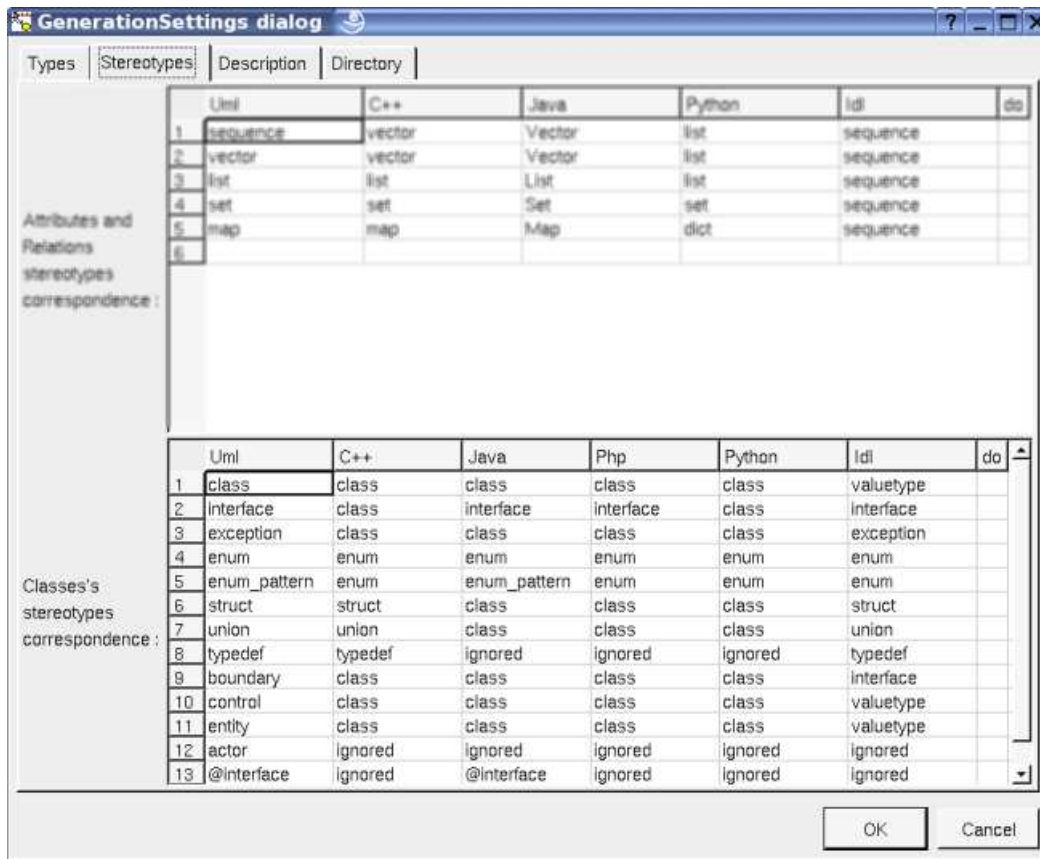 GenerationSettings dialog ?
Types Stereotypes Description Directory
Uml C++ Java Python Idl do
1 sequence vector Vector list sequence
2 vector vector Vector list sequence
3 list list List list sequence
4 set set Set set sequence
5 map map Map dict sequence
6
Attributes and
Relations
stereotypes
correspondence :
Uml C++ Java Php Python Idl do
1 class class class class class valuetype
2 interface class interface interface class interface
3 exception class class class class exception
4 enum enum enum enum enum enum
5 enum_pattern enum enum_pattern enum enum enum
6 struct struct class class class struct
7 union union class class class union
8 typedef typedef ignored ignored ignored typedef
9 boundary class class class class interface
10 control class class class class valuetype
11 entity class class class class valuetype
12 actor ignored ignored ignored ignored ignored
13 @interface ignored @interface ignored ignored ignored
Classes's
stereotypes
correspondence :
OK Cancel